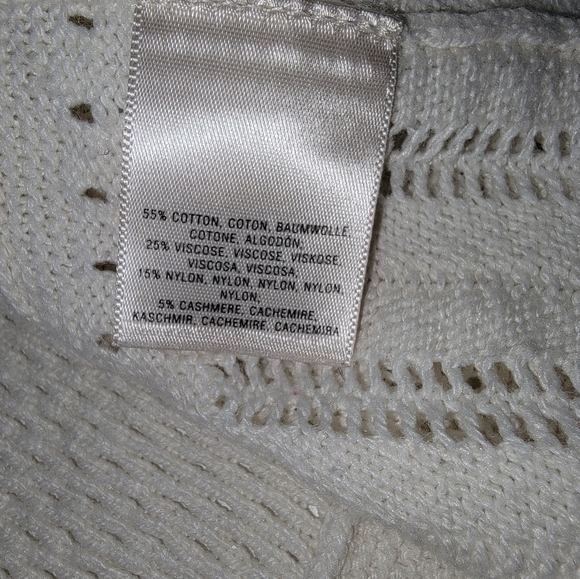 55% COTTON, COTON, BAUMWOLLE,
COTONE, ALGODÓN,
25% VISCOSE, VISCOSE, VISKOSE,
VISCOSA, VISCOSA,
15% NYLON, NYLON, NYLON, NYLON,
NYLON,
5% CASHMERE, CACHEMIRE,
KASCHMIR, CACHEMIRE, CACHEMIRA